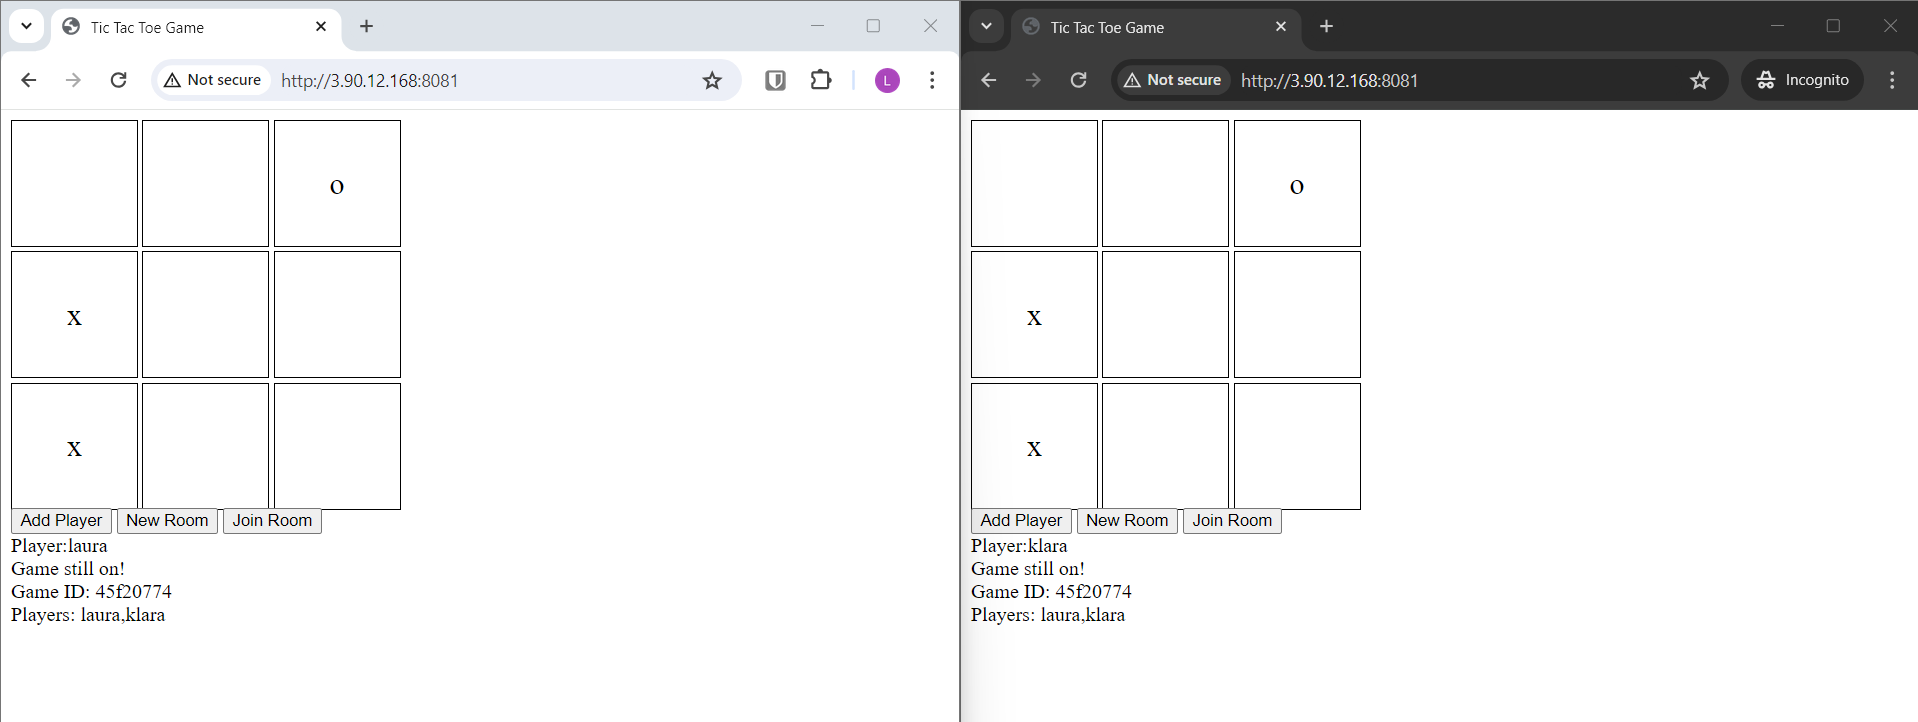 Tic Tac Toe Game
Not secure
http://3.90.12.168:8081
L
o
x
x
Add Player New Room Join Room
Player:laura
Game still on!
Game ID: 45f20774
Players: laura,klara
Tic Tac Toe Game
Not secure
http://3.90.12.168:8081
Incognito
o
x
x
Add Player New Room Join Room
Player:klara
Game still on!
Game ID: 45f20774
Players: laura,klara